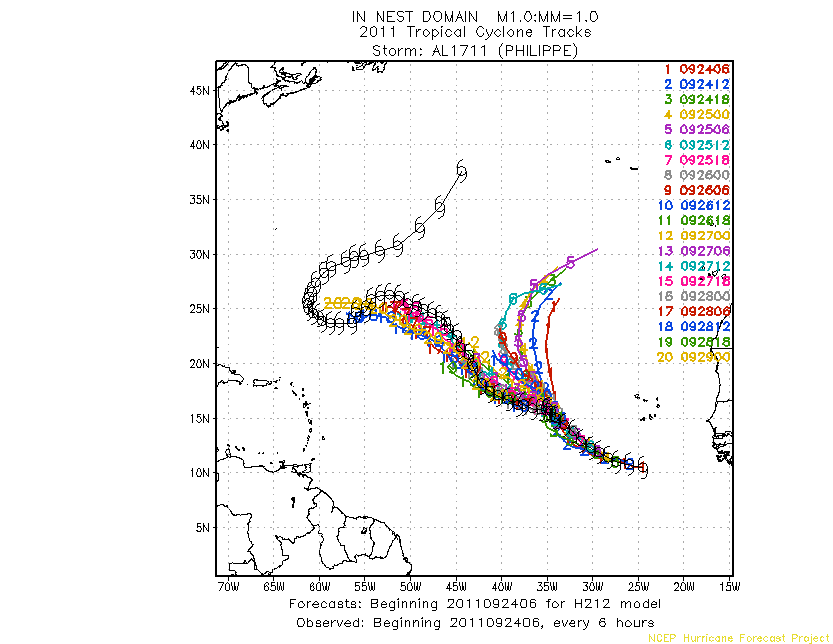 IN NEST DOMAIN M1.0:MM=1.0
2011 Tropical Cyclone Tracks
Storm: AL1711 (PHILIPPE)
1 092406
2 092412
3 092418
4 092500
5 092506
6 092512
7 092518
8 092600
9 092606
10 092612
11 092618
12 092700
13 092706
14 092712
15 092718
16 092800
17 092806
18 092812
19 092818
20 092900
45N
40N
35N
30N
25N
20N
15N
10N
5N
70W 65W 60W 55W 50W 45W 40W 35W 30W 25W 20W 15W
Forecasts: Beginning 2011092406 for H212 model
Observed: Beginning 2011092406, every 6 hours
NCEP Hurricane Forecast Project